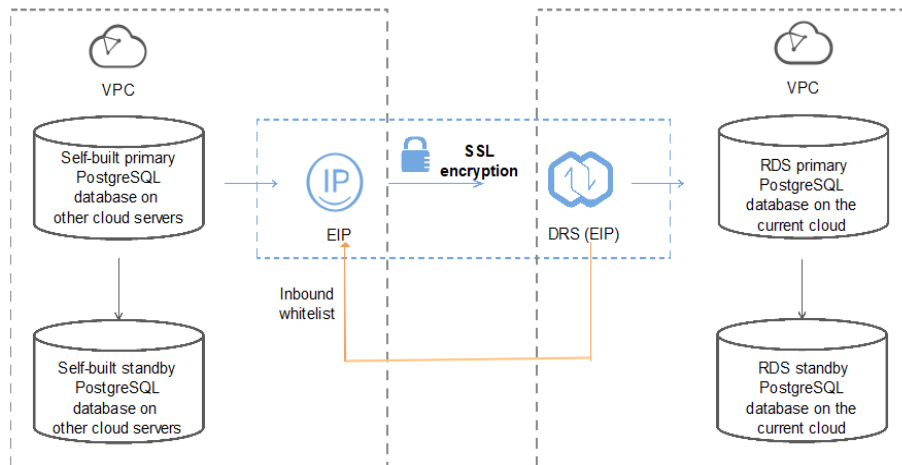 VPC
VPC
Self-built primary
PostgreSQL
database on
other cloud servers
IP
EIP
SSL
encryption
DRS (EIP)
RDS primary
PostgreSQL
database on the
current cloud
Inbound
whitelist
Self-built standby
PostgreSQL
database on
other cloud servers
RDS standby
PostgreSQL
database on the
current cloud